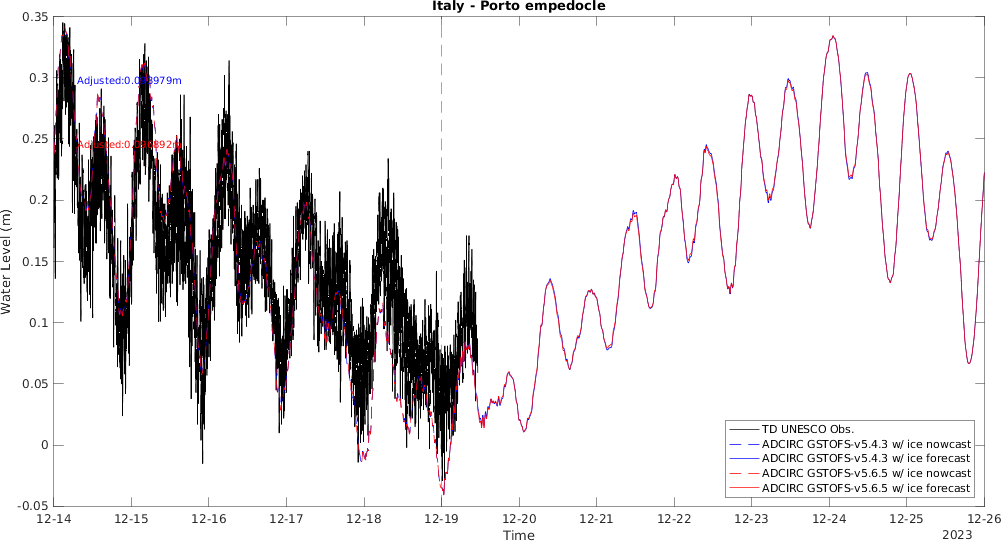 Italy - Porto empedocle
0.35
0.3
0.25
0.2
0.15
0.1
0.05
0
-0.05
Water Level (m)
12-14 12-15 12-16 12-17 12-18 12-19 12-20 12-21 12-22 12-23 12-24 12-25 12-26
Time
2023
TD UNESCO Obs.
ADCIRC GSTOFS-v5.4.3 w/ ice nowcast
ADCIRC GSTOFS-v5.4.3 w/ ice forecast
ADCIRC GSTOFS-v5.6.5 w/ ice nowcast
ADCIRC GSTOFS-v5.6.5 w/ ice forecast